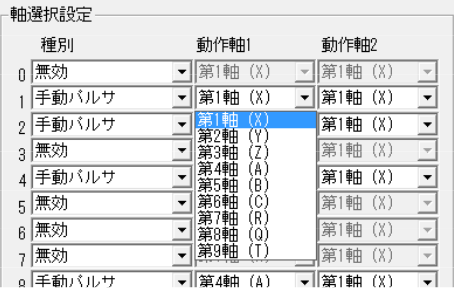 軸選択設定
種別 動作軸1 動作軸2
0 無効 第1軸 (X) 第1軸 (X)
1 手動パルサ 第1軸 (X) 第1軸 (X)
2 手動パルサ 第1軸 (X) 第1軸 (X)
第2軸 (Y)
3 無効 第3軸 (Z) 第1軸 (X)
第4軸 (A)
4 手動パルサ 第5軸 (B) 第1軸 (X)
5 無効 第6軸 (C) 第1軸 (X)
第7軸 (R)
6 無効 第8軸 (Q) 第1軸 (X)
7 無効 第9軸 (T) 第1軸 (X)
8 手動パルサ 第4軸 (A) 第1軸 (X)